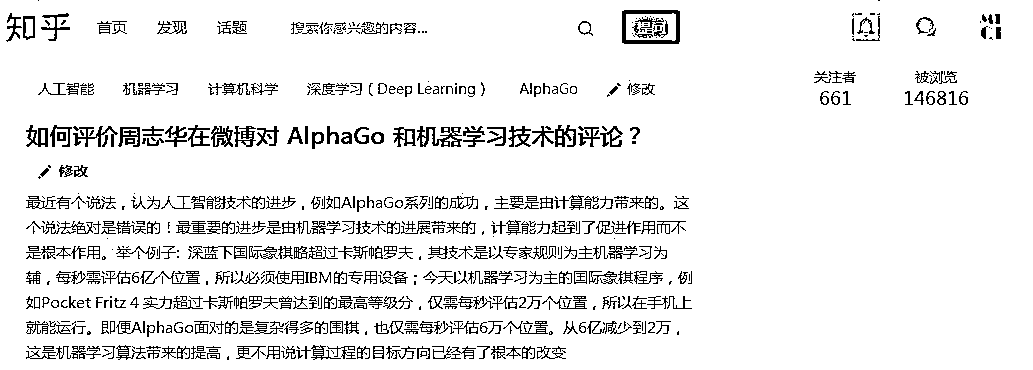 知乎 首页 发现 话题 搜索你感兴趣的内容... 提问
关注者 被浏览
人工智能 机器学习 计算机科学 深度学习(Deep Learning) AlphaGo 修改
661 146816
如何评价周志华在微博对 AlphaGo 和机器学习技术的评论?
修改
最近有个说法,认为人工智能技术的进步,例如AlphaGo系列的成功,主要是由计算能力带来的。这
个说法绝对是错误的!最重要的进步是由机器学习技术的进展带来的,计算能力起到了促进作用而不
是根本作用。举个例子: 深蓝下国际象棋略超过卡斯帕罗夫,其技术是以专家规则为主机器学习为
辅,每秒需评估6亿个位置,所以必须使用IBM的专用设备;今天以机器学习为主的国际象棋程序,例
如Pocket Fritz 4 实力超过卡斯帕罗夫曾达到的最高等级分,仅需每秒评估2万个位置,所以在手机上
就能运行。即便AlphaGo面对的是复杂得多的围棋,也仅需每秒评估6万个位置。从6亿减少到2万,
这是机器学习算法带来的提高,更不用说计算过程的目标方向已经有了根本的改变